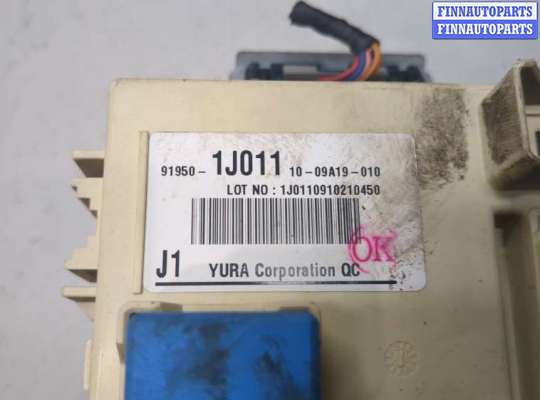 FINNAUTOPARTS
FINNAUTOPARTS
91950- 1J011 10-09A19-010
LOT NO : 1J0110910210450
OK
J1 YURA Corporation QC